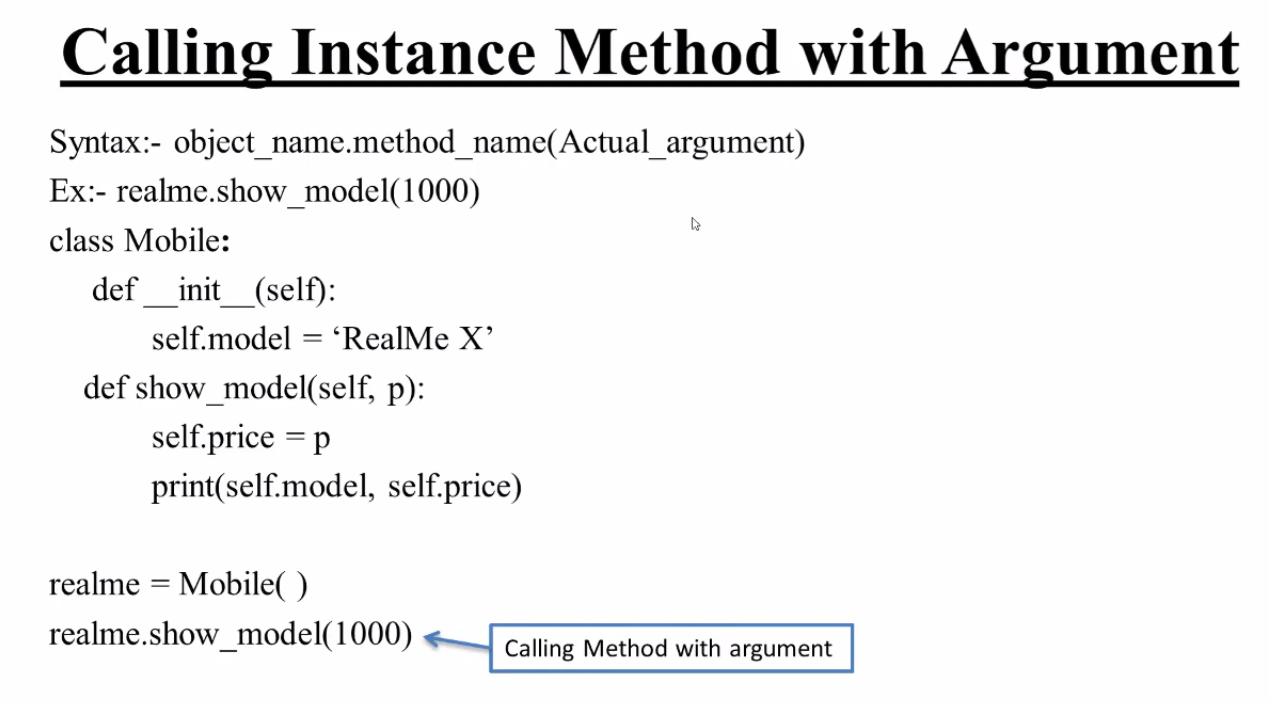 Calling Instance Method with Argument
Syntax:- object_name.method_name(Actual_argument)
Ex:- realme.show_model(1000)
class Mobile:
def __init__(self):
self.model = ‘RealMe X’
def show_model(self, p):
self.price = p
print(self.model, self.price)
realme = Mobile( )
realme.show_model(1000)
Calling Method with argument